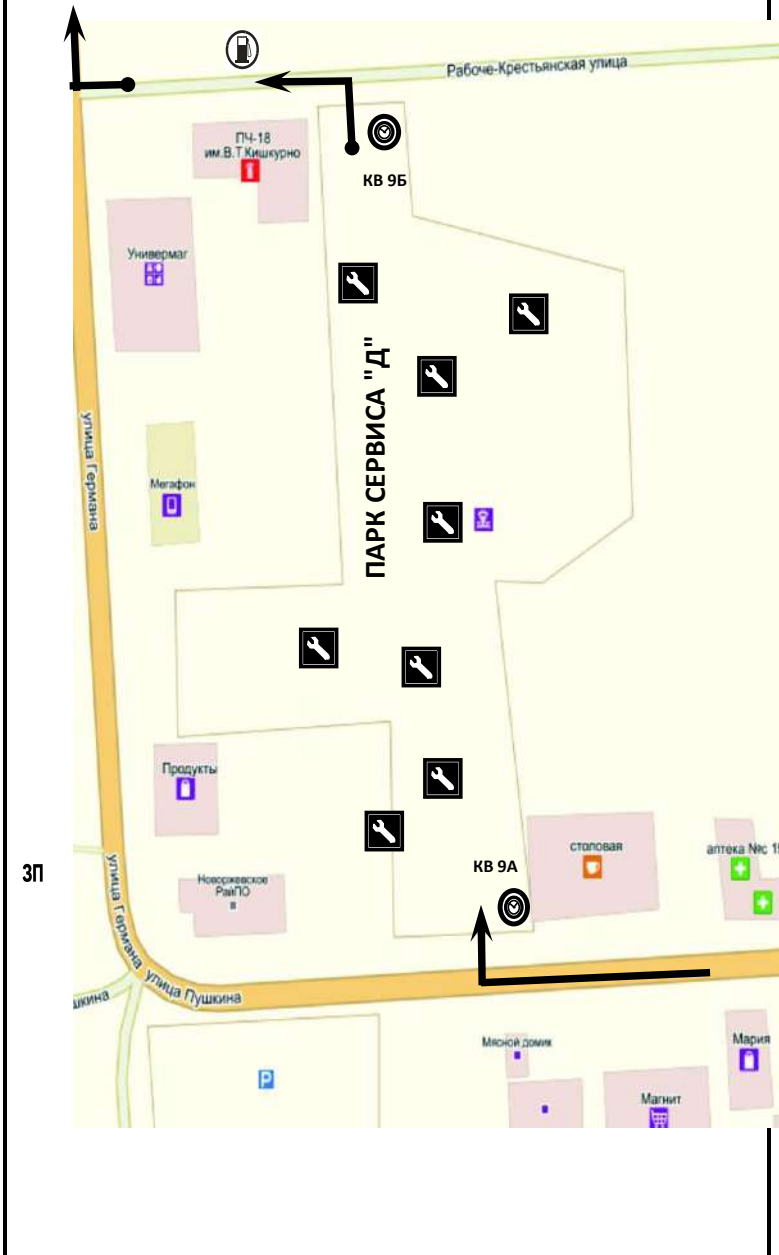 Рабоче-Крестьянская улица
ПЧ-18
им.В.Т.Кишкурно
КВ 9Б
Универмаг
ПАРК СЕРВИСА "Д"
улица Германа
Мегафон
Продукты
ЗП
столовая
аптека №с 15
КВ 9А
Новоржевское
РайПО
улица Германа
улица Пушкина
шкина
Мясной домик
Мария
P
Магнит